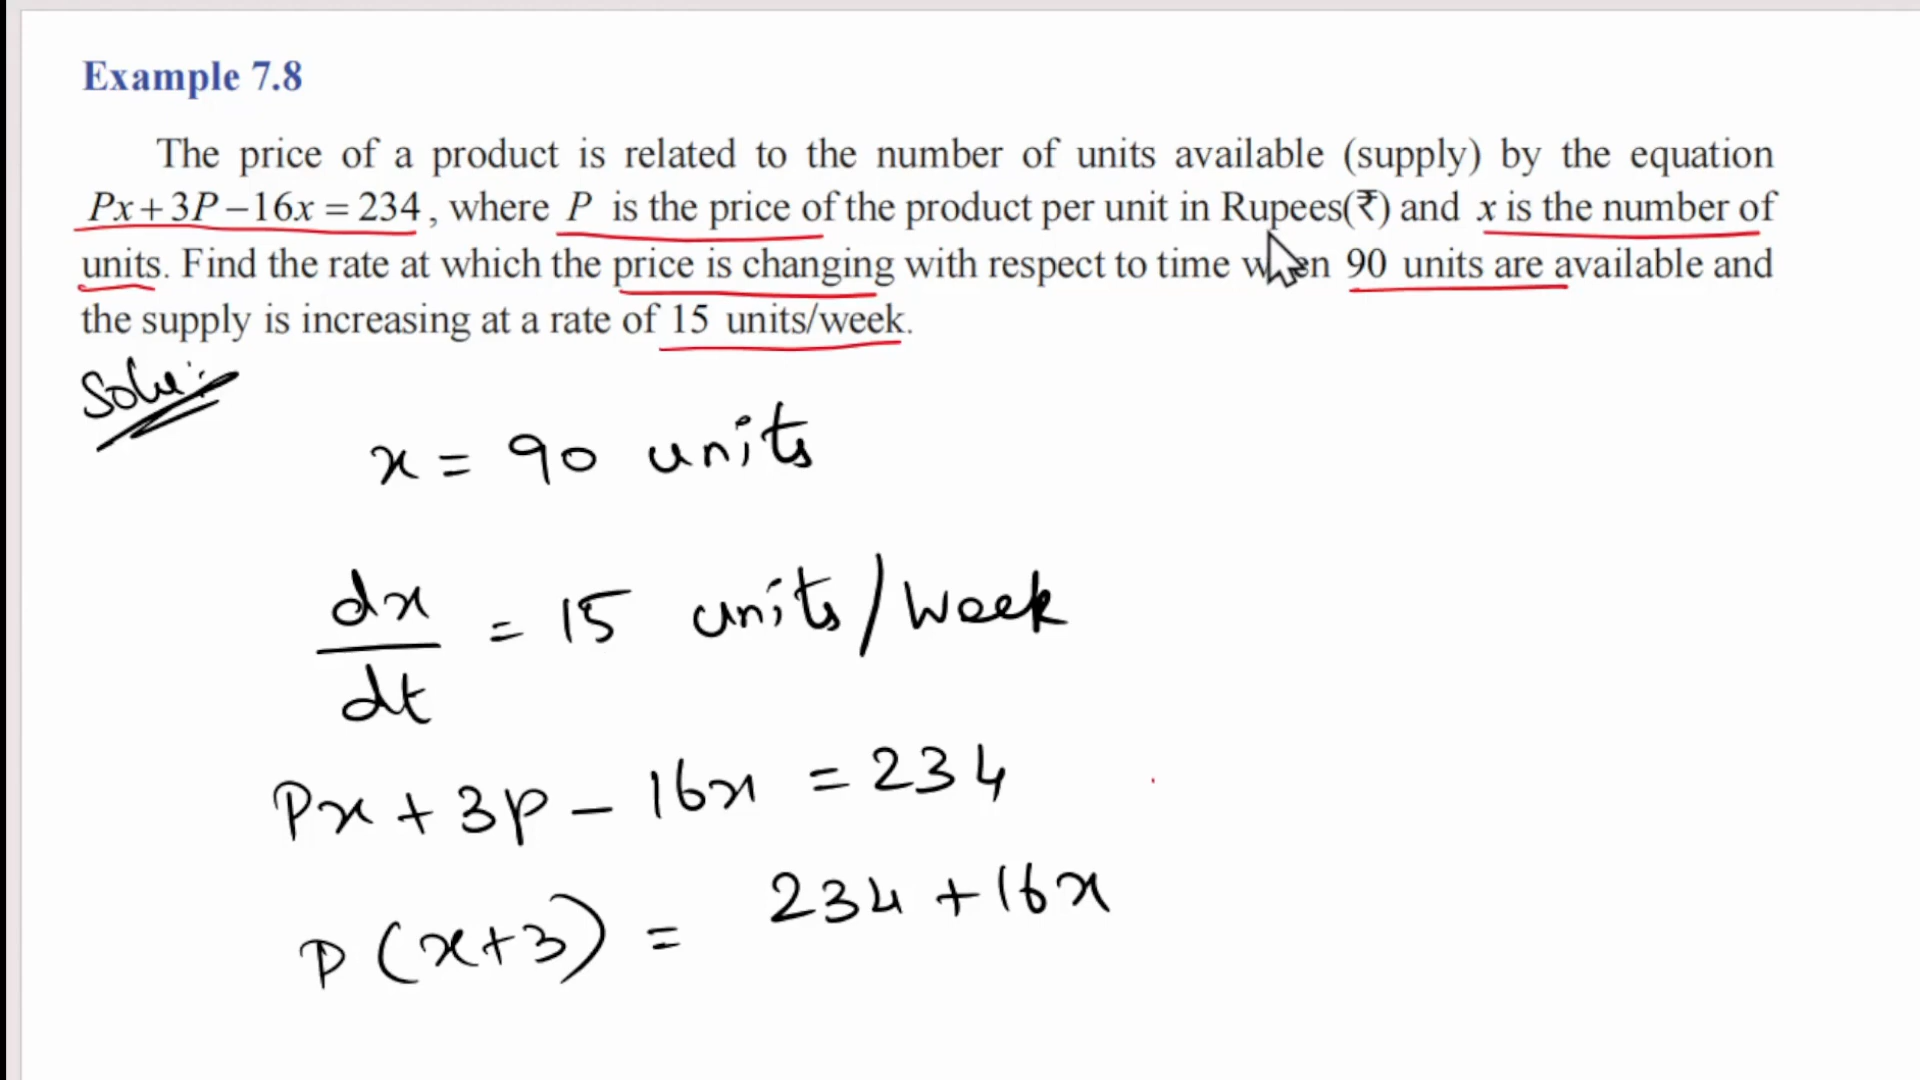 Example 7.8
The price of a product is related to the number of units available (supply) by the equation
Px + 3P − 16x = 234, where P is the price of the product per unit in Rupees(₹) and x is the number of
units. Find the rate at which the price is changing with respect to time when 90 units are available and
the supply is increasing at a rate of 15 units/week.
Solu:
x = 90 units
dx/dt = 15 units/week
Px + 3p − 16x = 234
P(x+3) = 234 + 16x